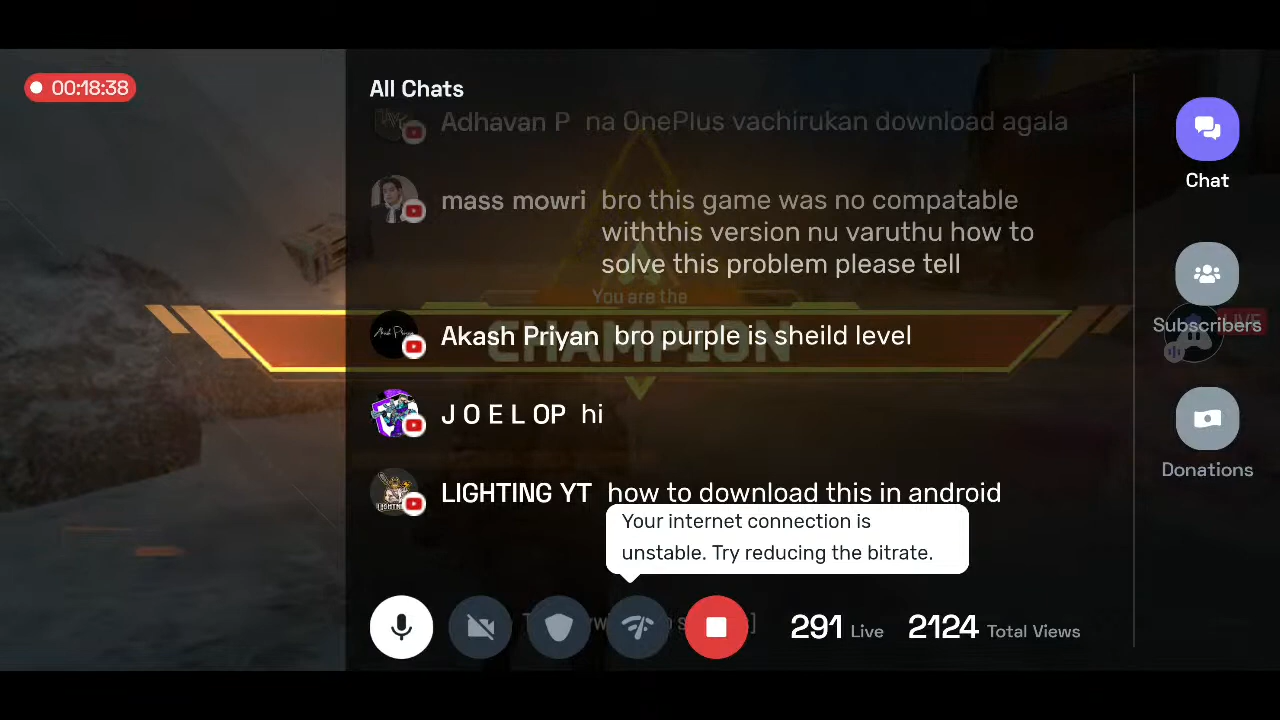 00:18:38
All Chats
Adhavan P na OnePlus vachirukan download agala
Chat
mass mowri bro this game was no compatable
withthis version nu varuthu how to
solve this problem please tell
You are the
Subscribers
LIVE
Akash Priyan bro purple is sheild level
CHAMPION
J O E L OP hi
Donations
LIGHTING YT how to download this in android
Your internet connection is
unstable. Try reducing the bitrate.
291 Live 2124 Total Views